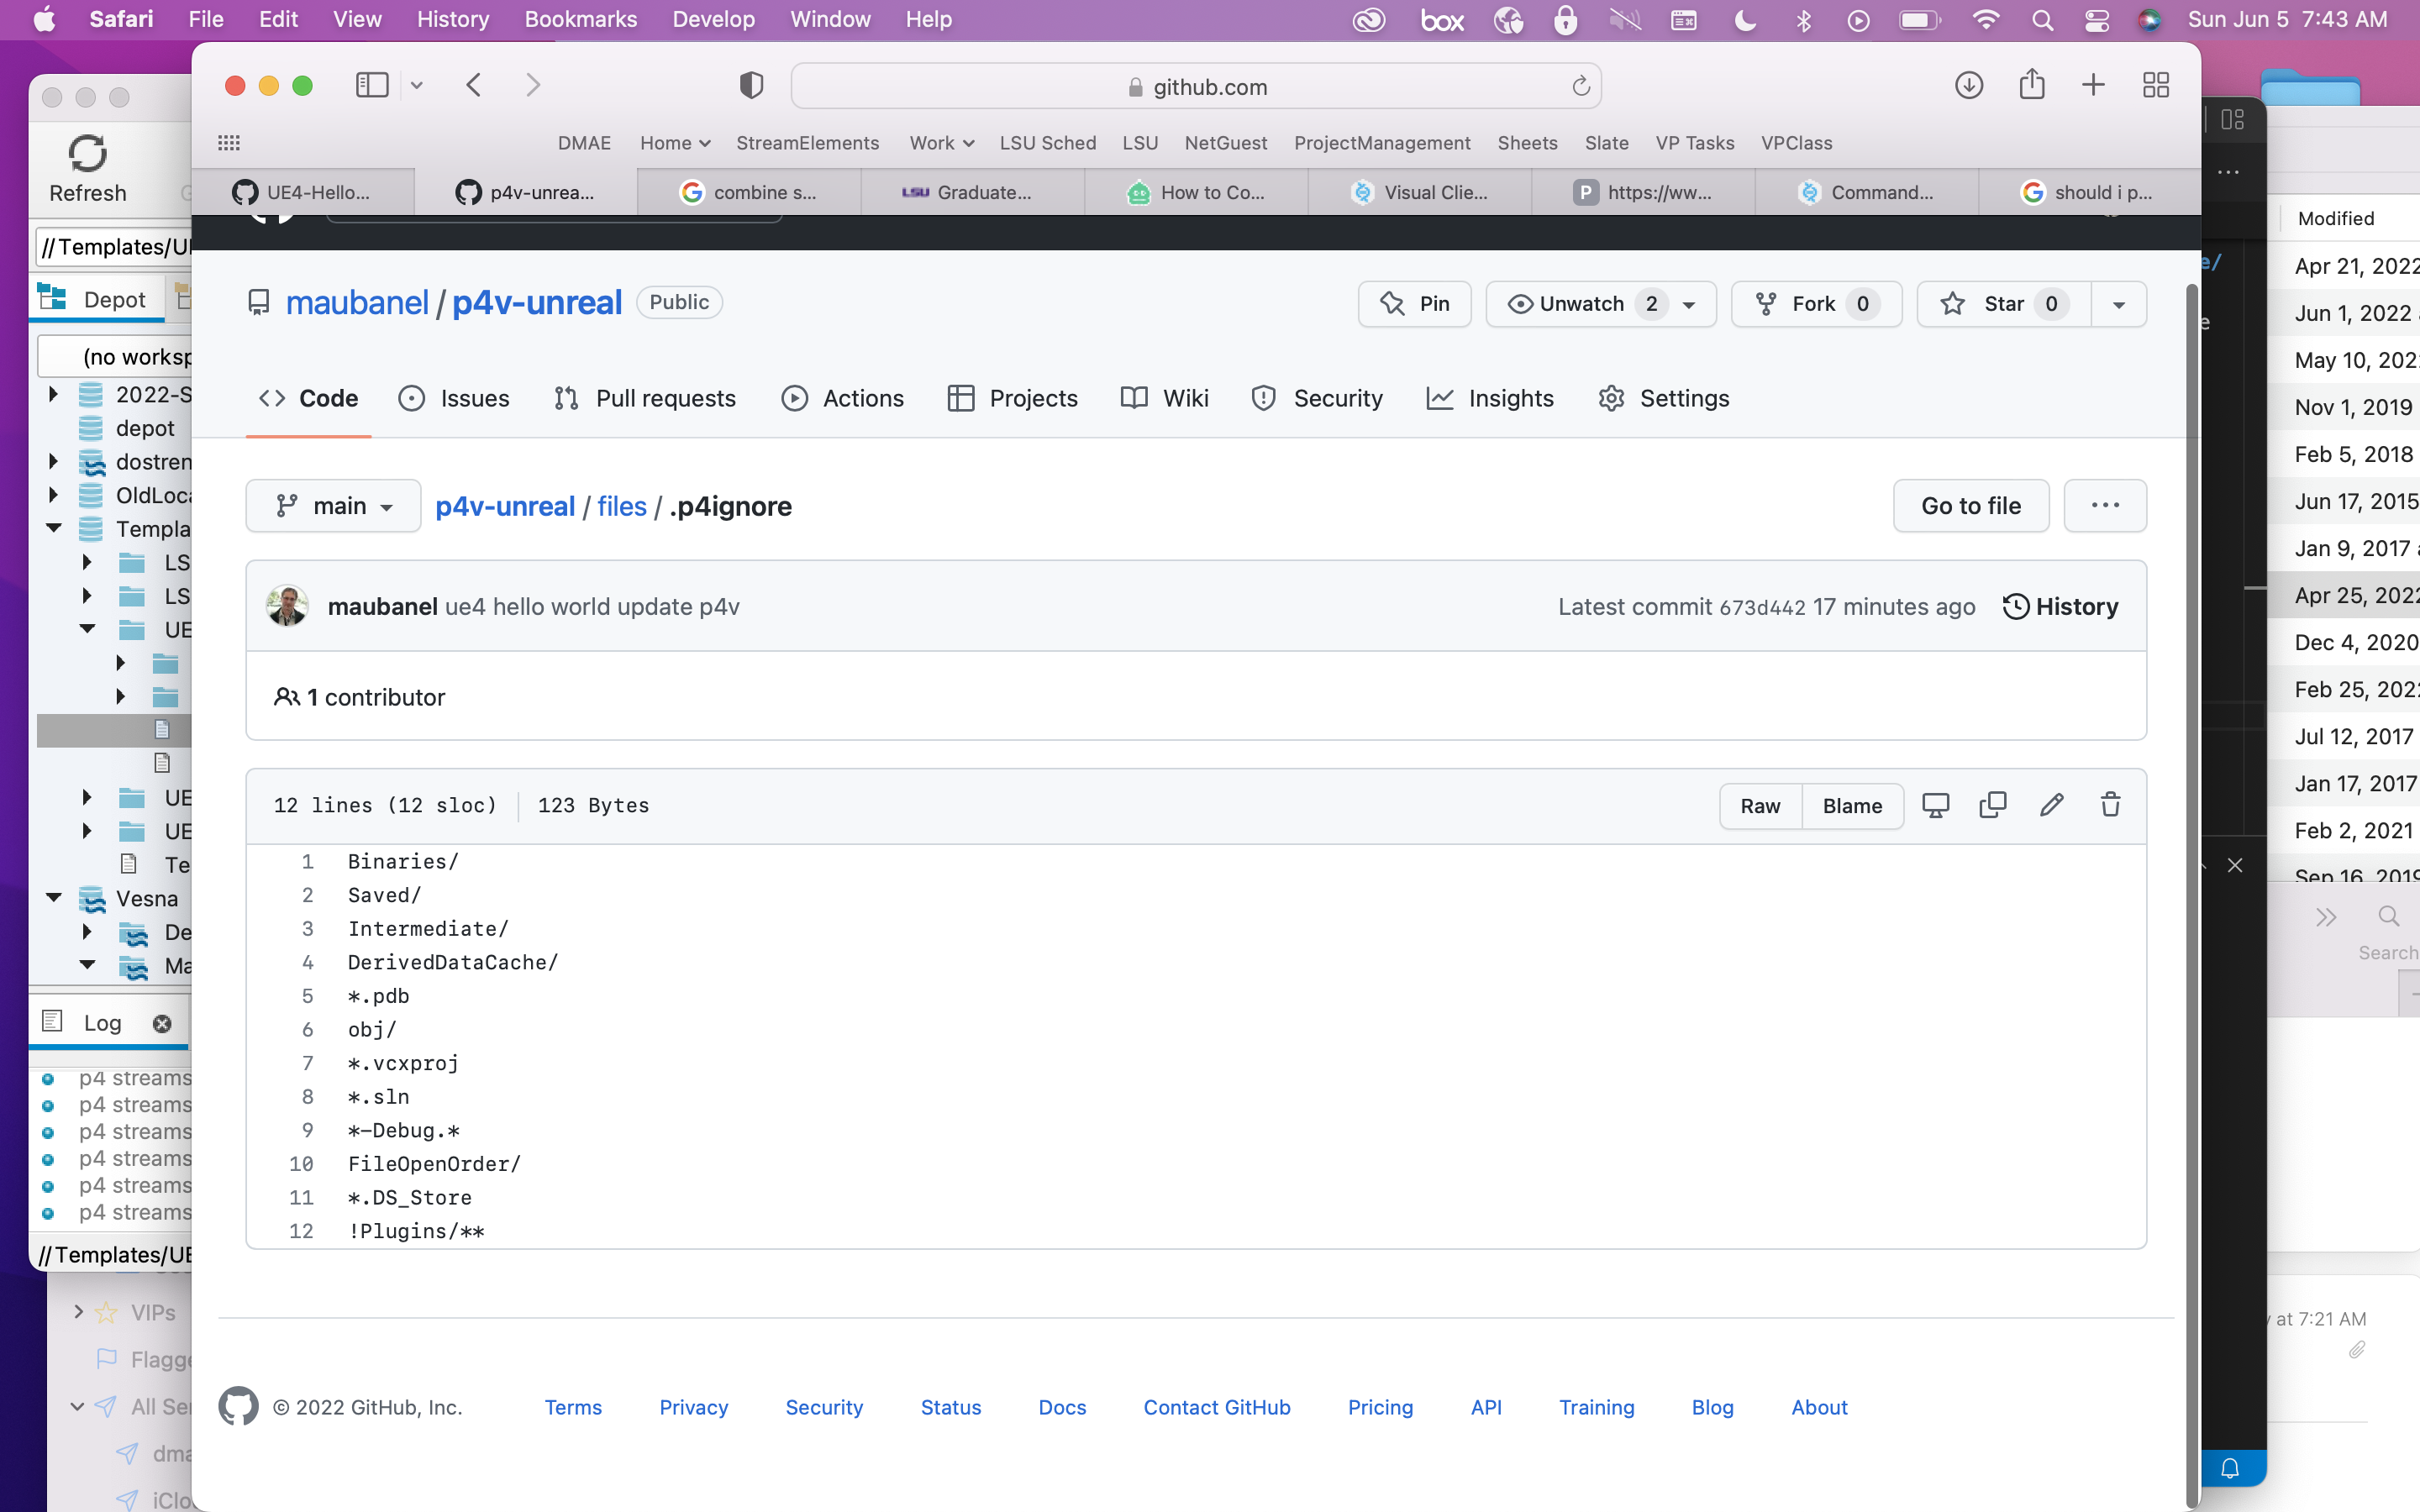 Safari File Edit View History Bookmarks Develop Window Help box Sun Jun 5 7:43 AM
github.com
DMAE Home StreamElements Work LSU Sched LSU NetGuest ProjectManagement Sheets Slate VP Tasks VPClass
UE4-Hello... p4v-unrea... combine s... LSU Graduate... How to Co... Visual Clie... P https://ww... Command... should i p...
Refresh
//Templates/UE
Depot
(no worksp
2022-S
depot
dostren
OldLoca
Templa
LS
LS
UE
UE
UE
Te
Vesna
De
Ma
Log
p4 streams
p4 streams
p4 streams
p4 streams
p4 streams
p4 streams
//Templates/UE
VIPs
Flagge
All Sen
dma
iClo
maubanel / p4v-unreal Public
Pin Unwatch 2 Fork 0 Star 0
Code Issues Pull requests Actions Projects Wiki Security Insights Settings
main p4v-unreal / files / .p4ignore Go to file ...
maubanel ue4 hello world update p4v Latest commit 673d442 17 minutes ago History
1 contributor
12 lines (12 sloc) 123 Bytes Raw Blame
1 Binaries/
2 Saved/
3 Intermediate/
4 DerivedDataCache/
5 *.pdb
6 obj/
7 *.vcxproj
8 *.sln
9 *-Debug.*
10 FileOpenOrder/
11 *.DS_Store
12 !Plugins/**
© 2022 GitHub, Inc. Terms Privacy Security Status Docs Contact GitHub Pricing API Training Blog About
e/
e
Modified
Apr 21, 2022
Jun 1, 2022
May 10, 202
Nov 1, 2019
Feb 5, 2018
Jun 17, 2015
Jan 9, 2017
Apr 25, 2022
Dec 4, 2020
Feb 25, 202
Jul 12, 2017
Jan 17, 2017
Feb 2, 2021
Sep 16, 2019
Search
at 7:21 AM